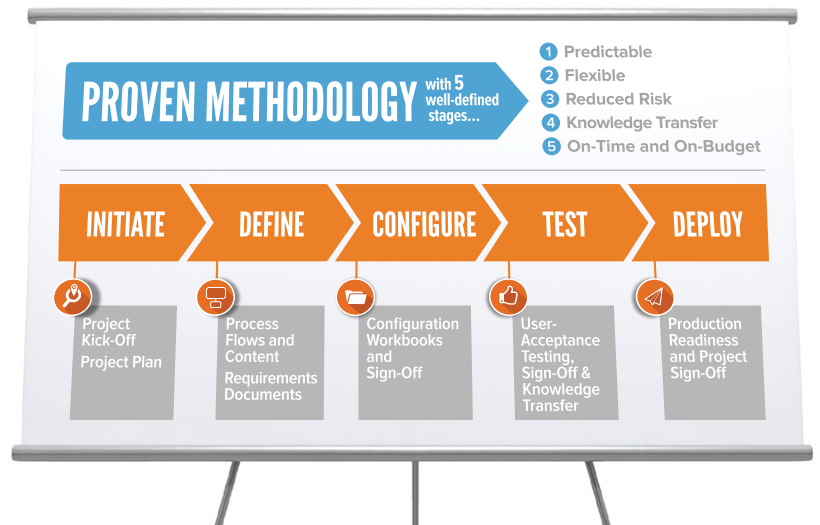 PROVEN METHODOLOGY
with 5
well-defined
stages...
1 Predictable
2 Flexible
3 Reduced Risk
4 Knowledge Transfer
5 On-Time and On-Budget
INITIATE
DEFINE
CONFIGURE
TEST
DEPLOY
Project
Kick-Off
Project Plan
Process
Flows and
Content
Requirements
Documents
Configuration
Workbooks
and
Sign-Off
User-
Acceptance
Testing,
Sign-Off &
Knowledge
Transfer
Production
Readiness
and Project
Sign-Off